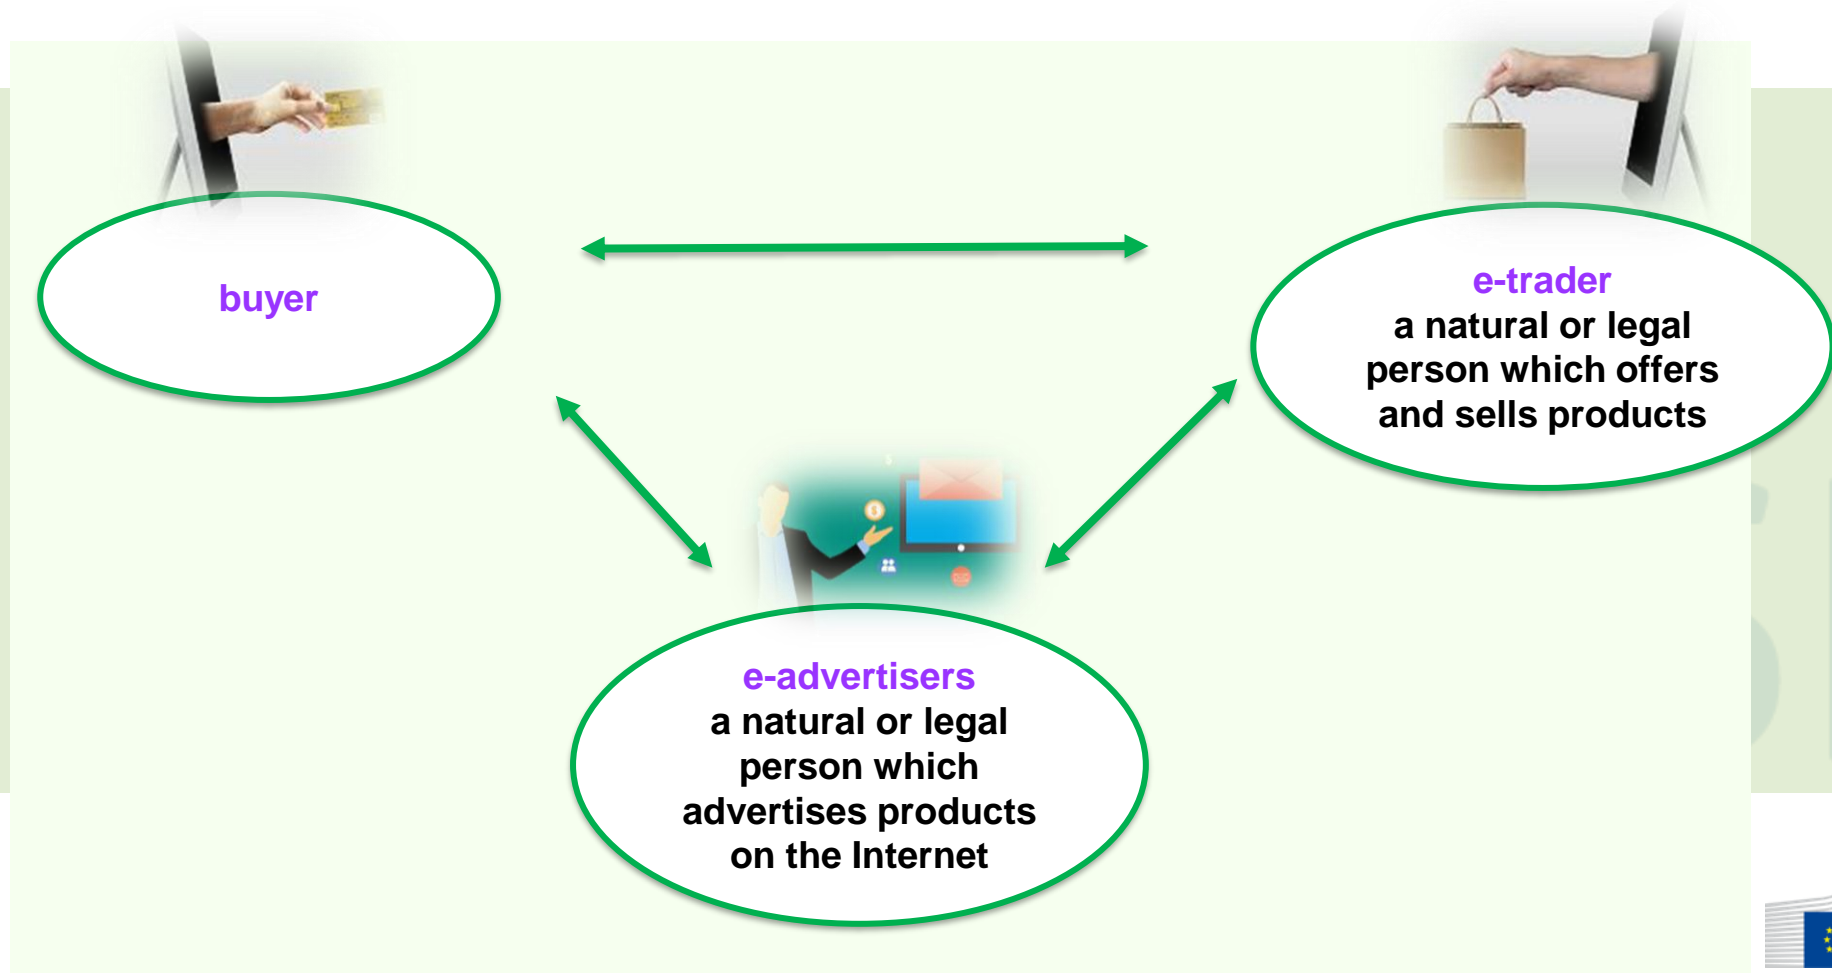 buyer
e-trader
a natural or legal
person which offers
and sells products
e-advertisers
a natural or legal
person which
advertises products
on the Internet